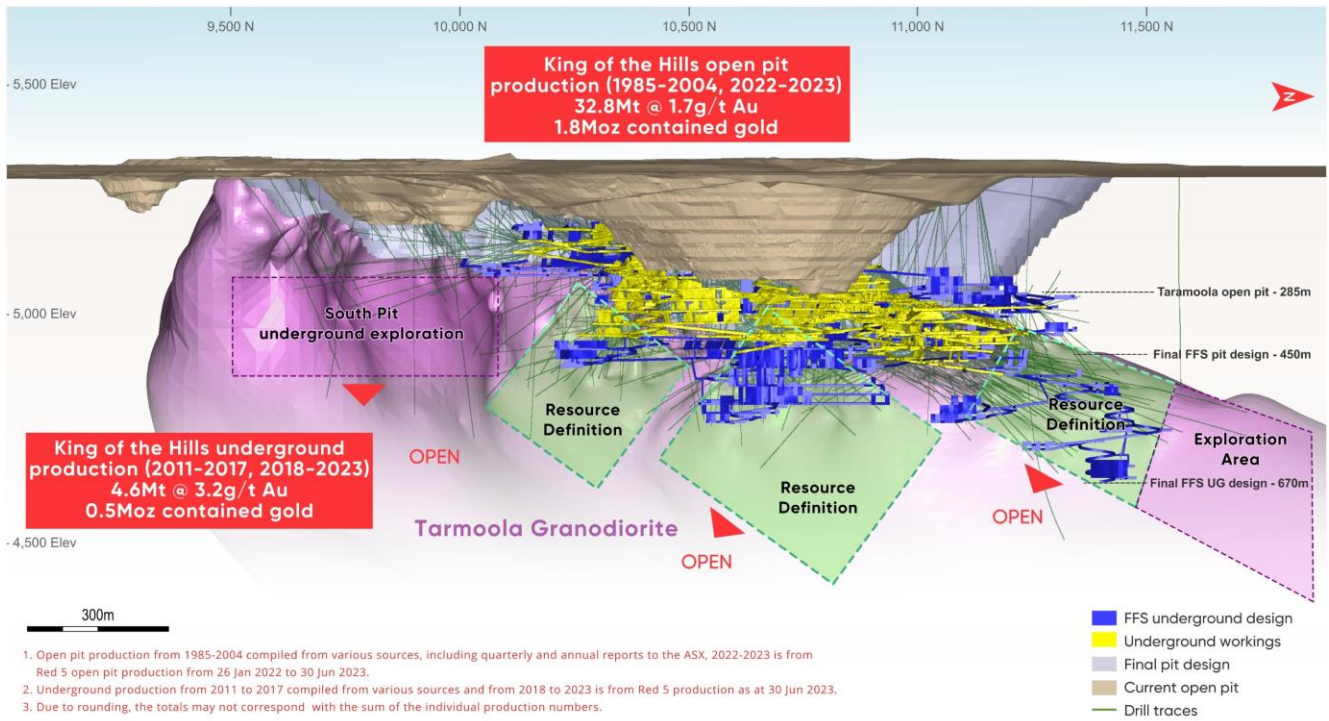 9,500 N
10,000 N
10,500 N
11,000 N
11,500 N
5,500 Elev
King of the Hills open pit
production (1985-2004, 2022-2023)
32.8Mt @ 1.7g/t Au
1.8Moz contained gold
N
5,000 Elev
South Pit
underground exploration
Taramoola open pit - 285m
Final FFS pit design - 450m
Resource
Definition
Resource
Definition
Exploration
Area
King of the Hills underground
production (2011-2017, 2018-2023)
4.6Mt @ 3.2g/t Au
0.5Moz contained gold
OPEN
Final FFS UG design - 670m
Resource
Definition
Tarmoola Granodiorite
OPEN
OPEN
4,500 Elev
300m
FFS underground design
Underground workings
Final pit design
Current open pit
Drill traces
1. Open pit production from 1985-2004 compiled from various sources, including quarterly and annual reports to the ASX, 2022-2023 is from
Red 5 open pit production from 26 Jan 2022 to 30 Jun 2023.
2. Underground production from 2011 to 2017 compiled from various sources and from 2018 to 2023 is from Red 5 production as at 30 Jun 2023.
3. Due to rounding, the totals may not correspond with the sum of the individual production numbers.